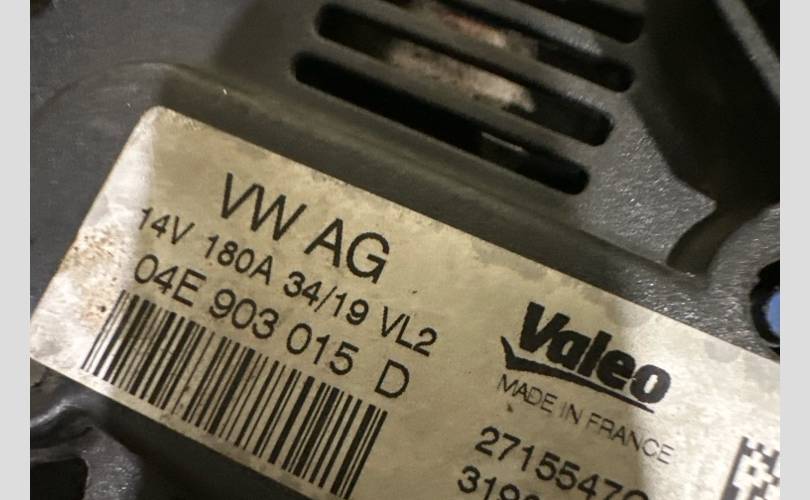 VW AG
14V 180A 34/19 VL2
04E 903 015 D
Valeo
MADE IN FRANCE